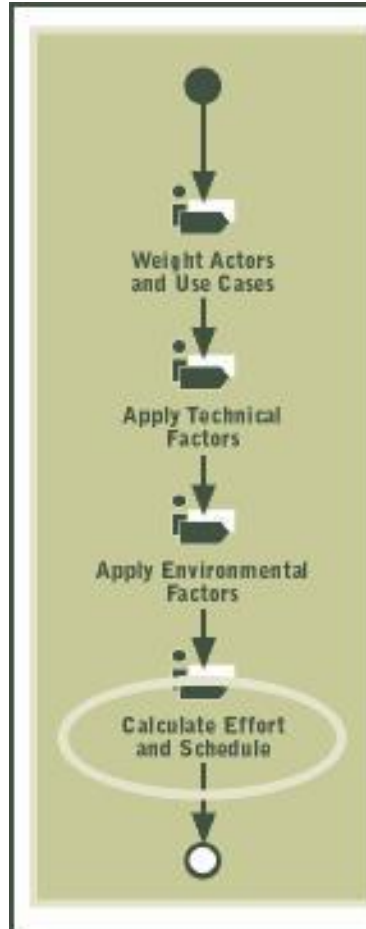 Weight Actors
and Use Cases
Apply Technical
Factors
Apply Environmental
Factors
Calculate Effort
and Schedule